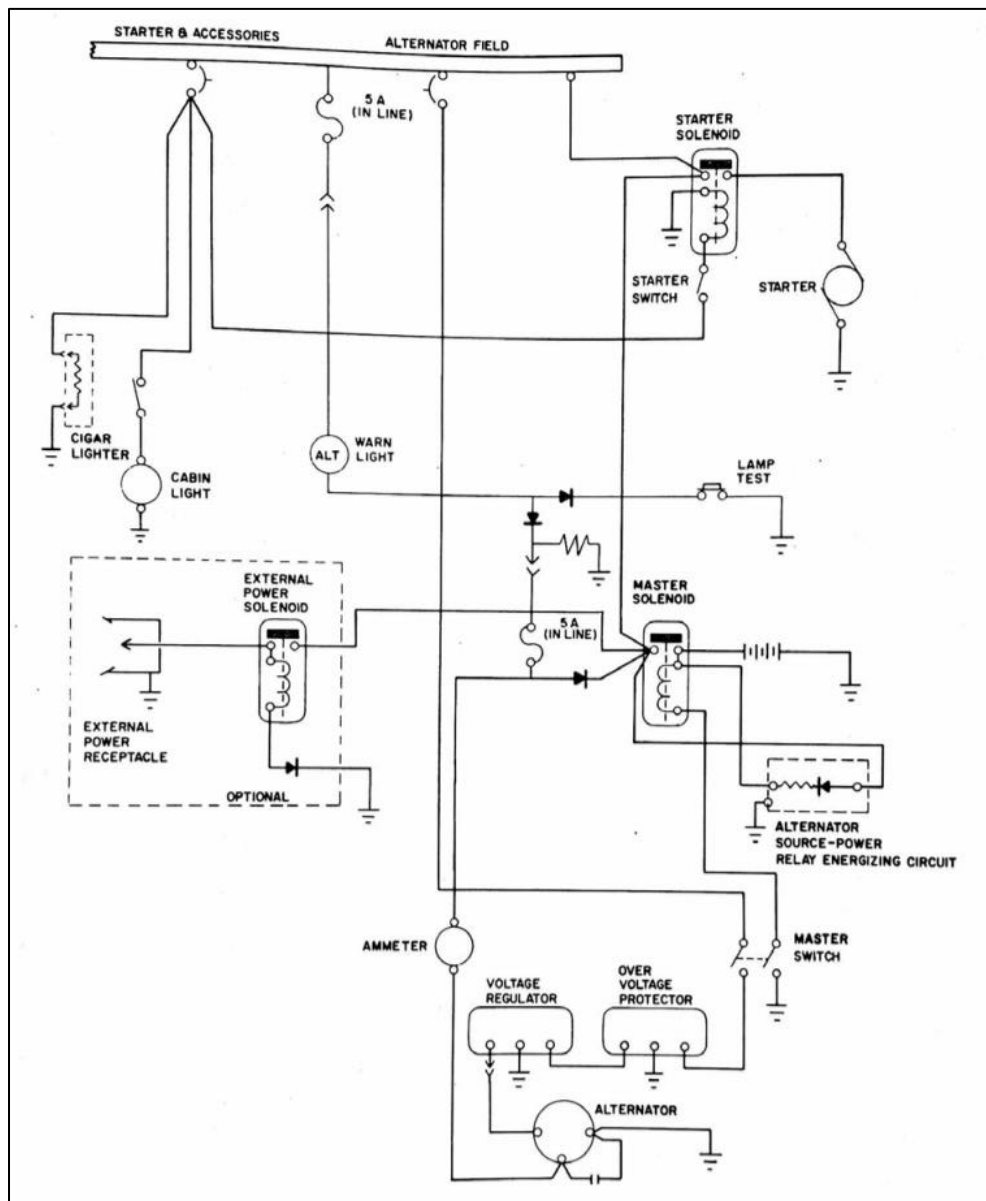 STARTER & ACCESSORIES
ALTERNATOR FIELD
5 A
(IN LINE)
STARTER
SOLENOID
STARTER
SWITCH
STARTER
CIGAR
LIGHTER
CABIN
LIGHT
ALT
WARN
LIGHT
LAMP
TEST
EXTERNAL
POWER
SOLENOID
5 A
(IN LINE)
MASTER
SOLENOID
EXTERNAL
POWER
RECEPTACLE
OPTIONAL
ALTERNATOR
SOURCE-POWER
RELAY ENERGIZING CIRCUIT
AMMETER
MASTER
SWITCH
VOLTAGE
REGULATOR
OVER
VOLTAGE
PROTECTOR
ALTERNATOR